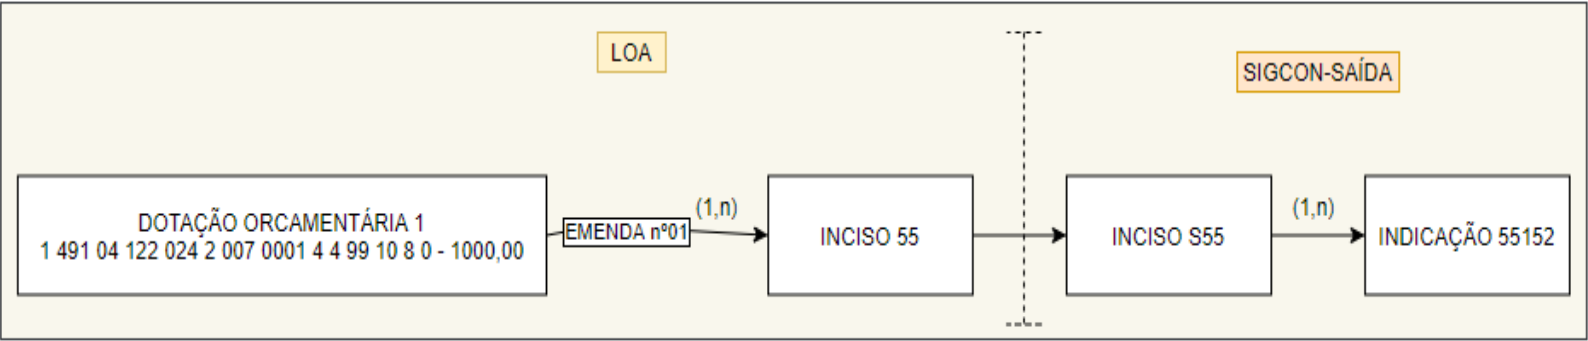 LOA
SIGCON-SAÍDA
DOTAÇÃO ORCAMENTÁRIA 1
1 491 04 122 024 2 007 0001 4 4 99 10 8 0 - 1000,00
EMENDA nº01
(1,n)
INCISO 55
INCISO S55
(1,n)
INDICAÇÃO 55152